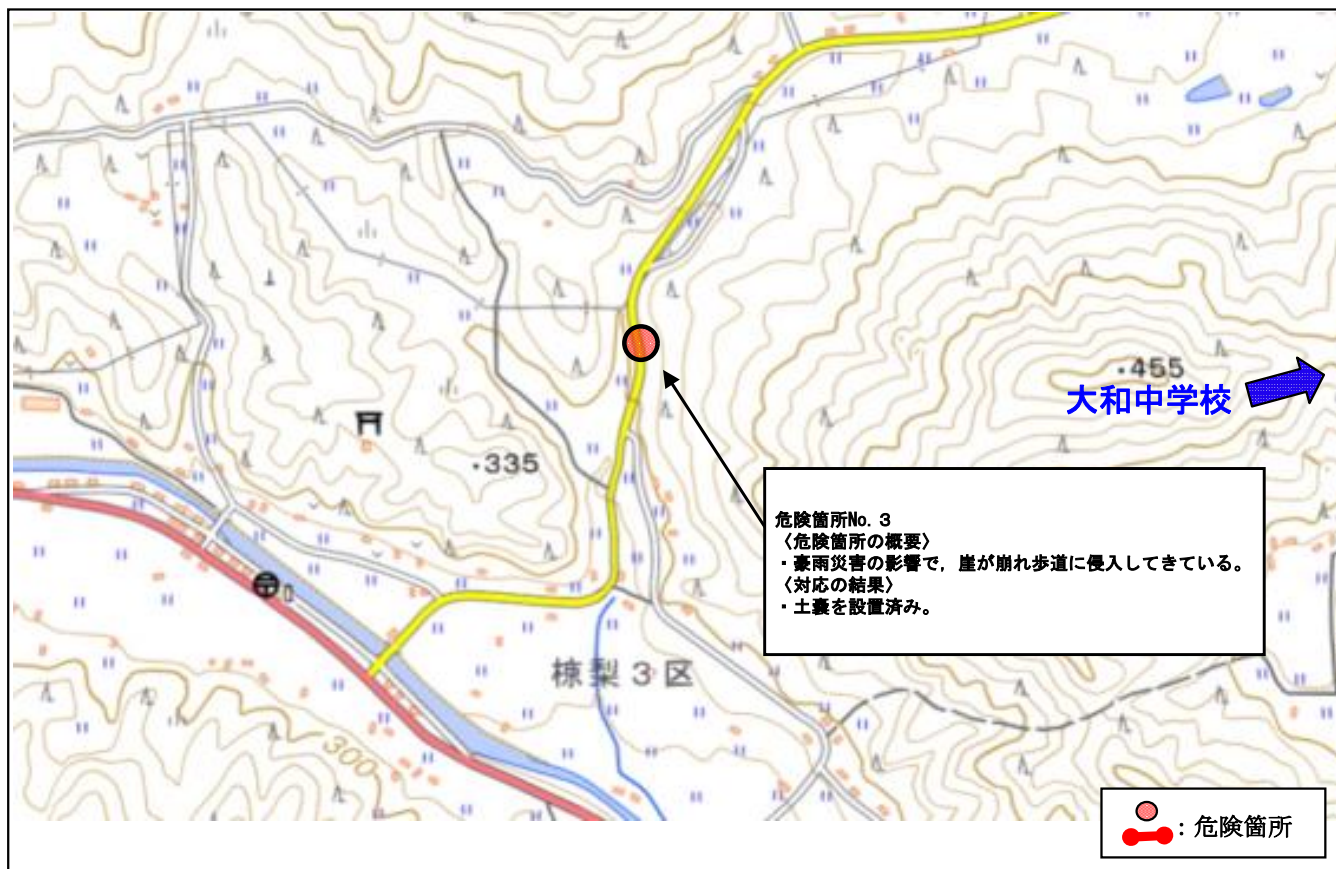 ・455
大和中学校
・335
危険箇所No. 3
〈危険箇所の概要〉
・豪雨災害の影響で，崖が崩れ歩道に侵入してきている。
〈対応の結果〉
・土嚢を設置済み。
椋梨３区
300
：危険箇所